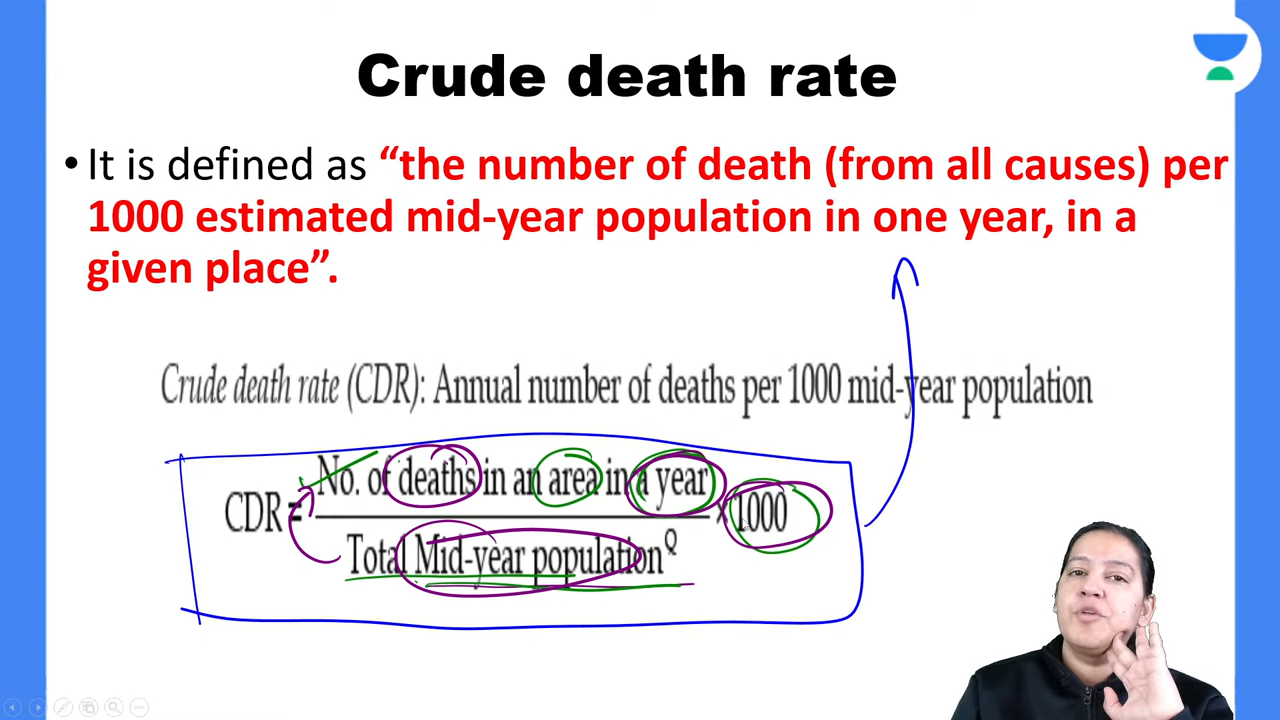 Crude death rate
• It is defined as “the number of death (from all causes) per
1000 estimated mid-year population in one year, in a
given place”.
Crude death rate (CDR): Annual number of deaths per 1000 mid-year population
No. of deaths in an area in a year
CDR = × 1000
Total Mid-year populationQ